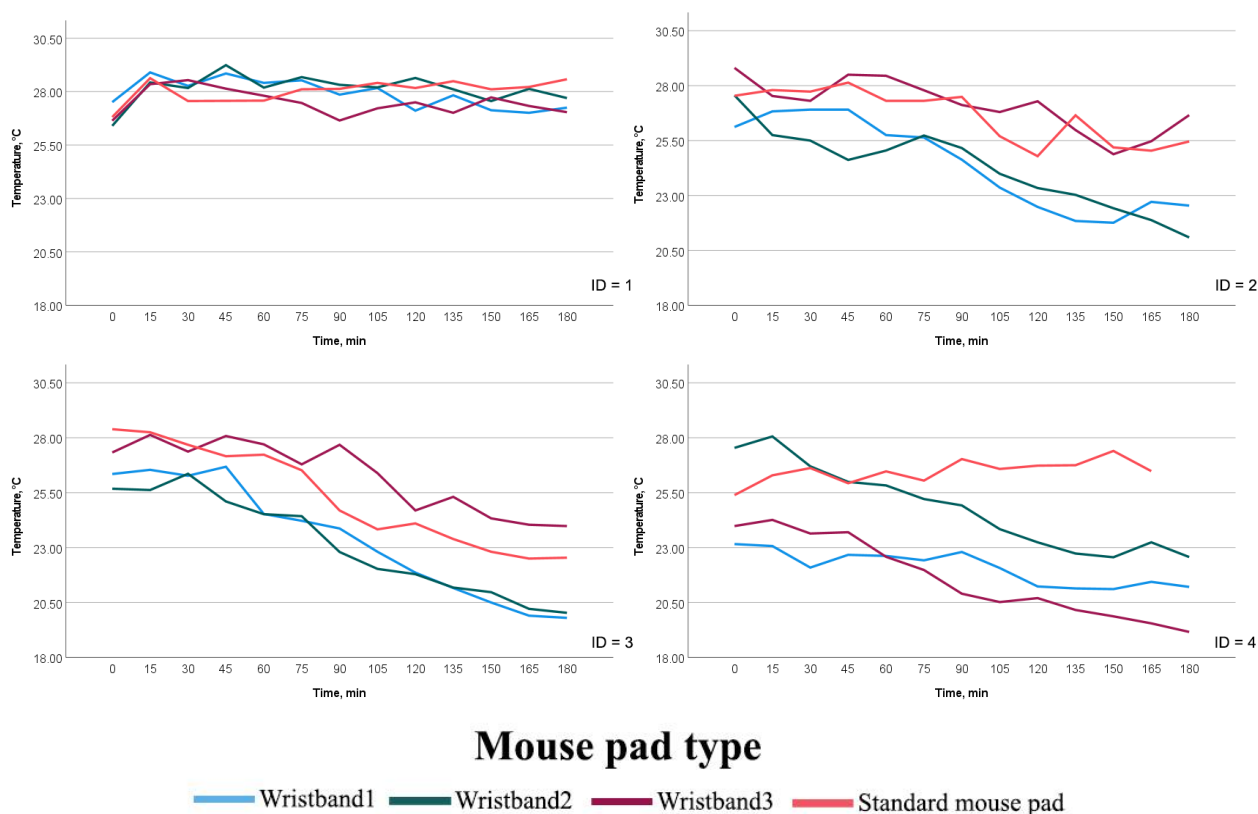 30.50
28.00
25.50
23.00
20.50
18.00
Temperature, °C
0 15 30 45 60 75 90 105 120 135 150 165 180
Time, min
ID = 1
30.50
28.00
25.50
23.00
20.50
18.00
Temperature, °C
0 15 30 45 60 75 90 105 120 135 150 165 180
Time, min
ID = 2
30.50
28.00
25.50
23.00
20.50
18.00
Temperature, °C
0 15 30 45 60 75 90 105 120 135 150 165 180
Time, min
ID = 3
30.50
28.00
25.50
23.00
20.50
18.00
Temperature, °C
0 15 30 45 60 75 90 105 120 135 150 165 180
Time, min
ID = 4
Mouse pad type
Wristband1 Wristband2 Wristband3 Standard mouse pad